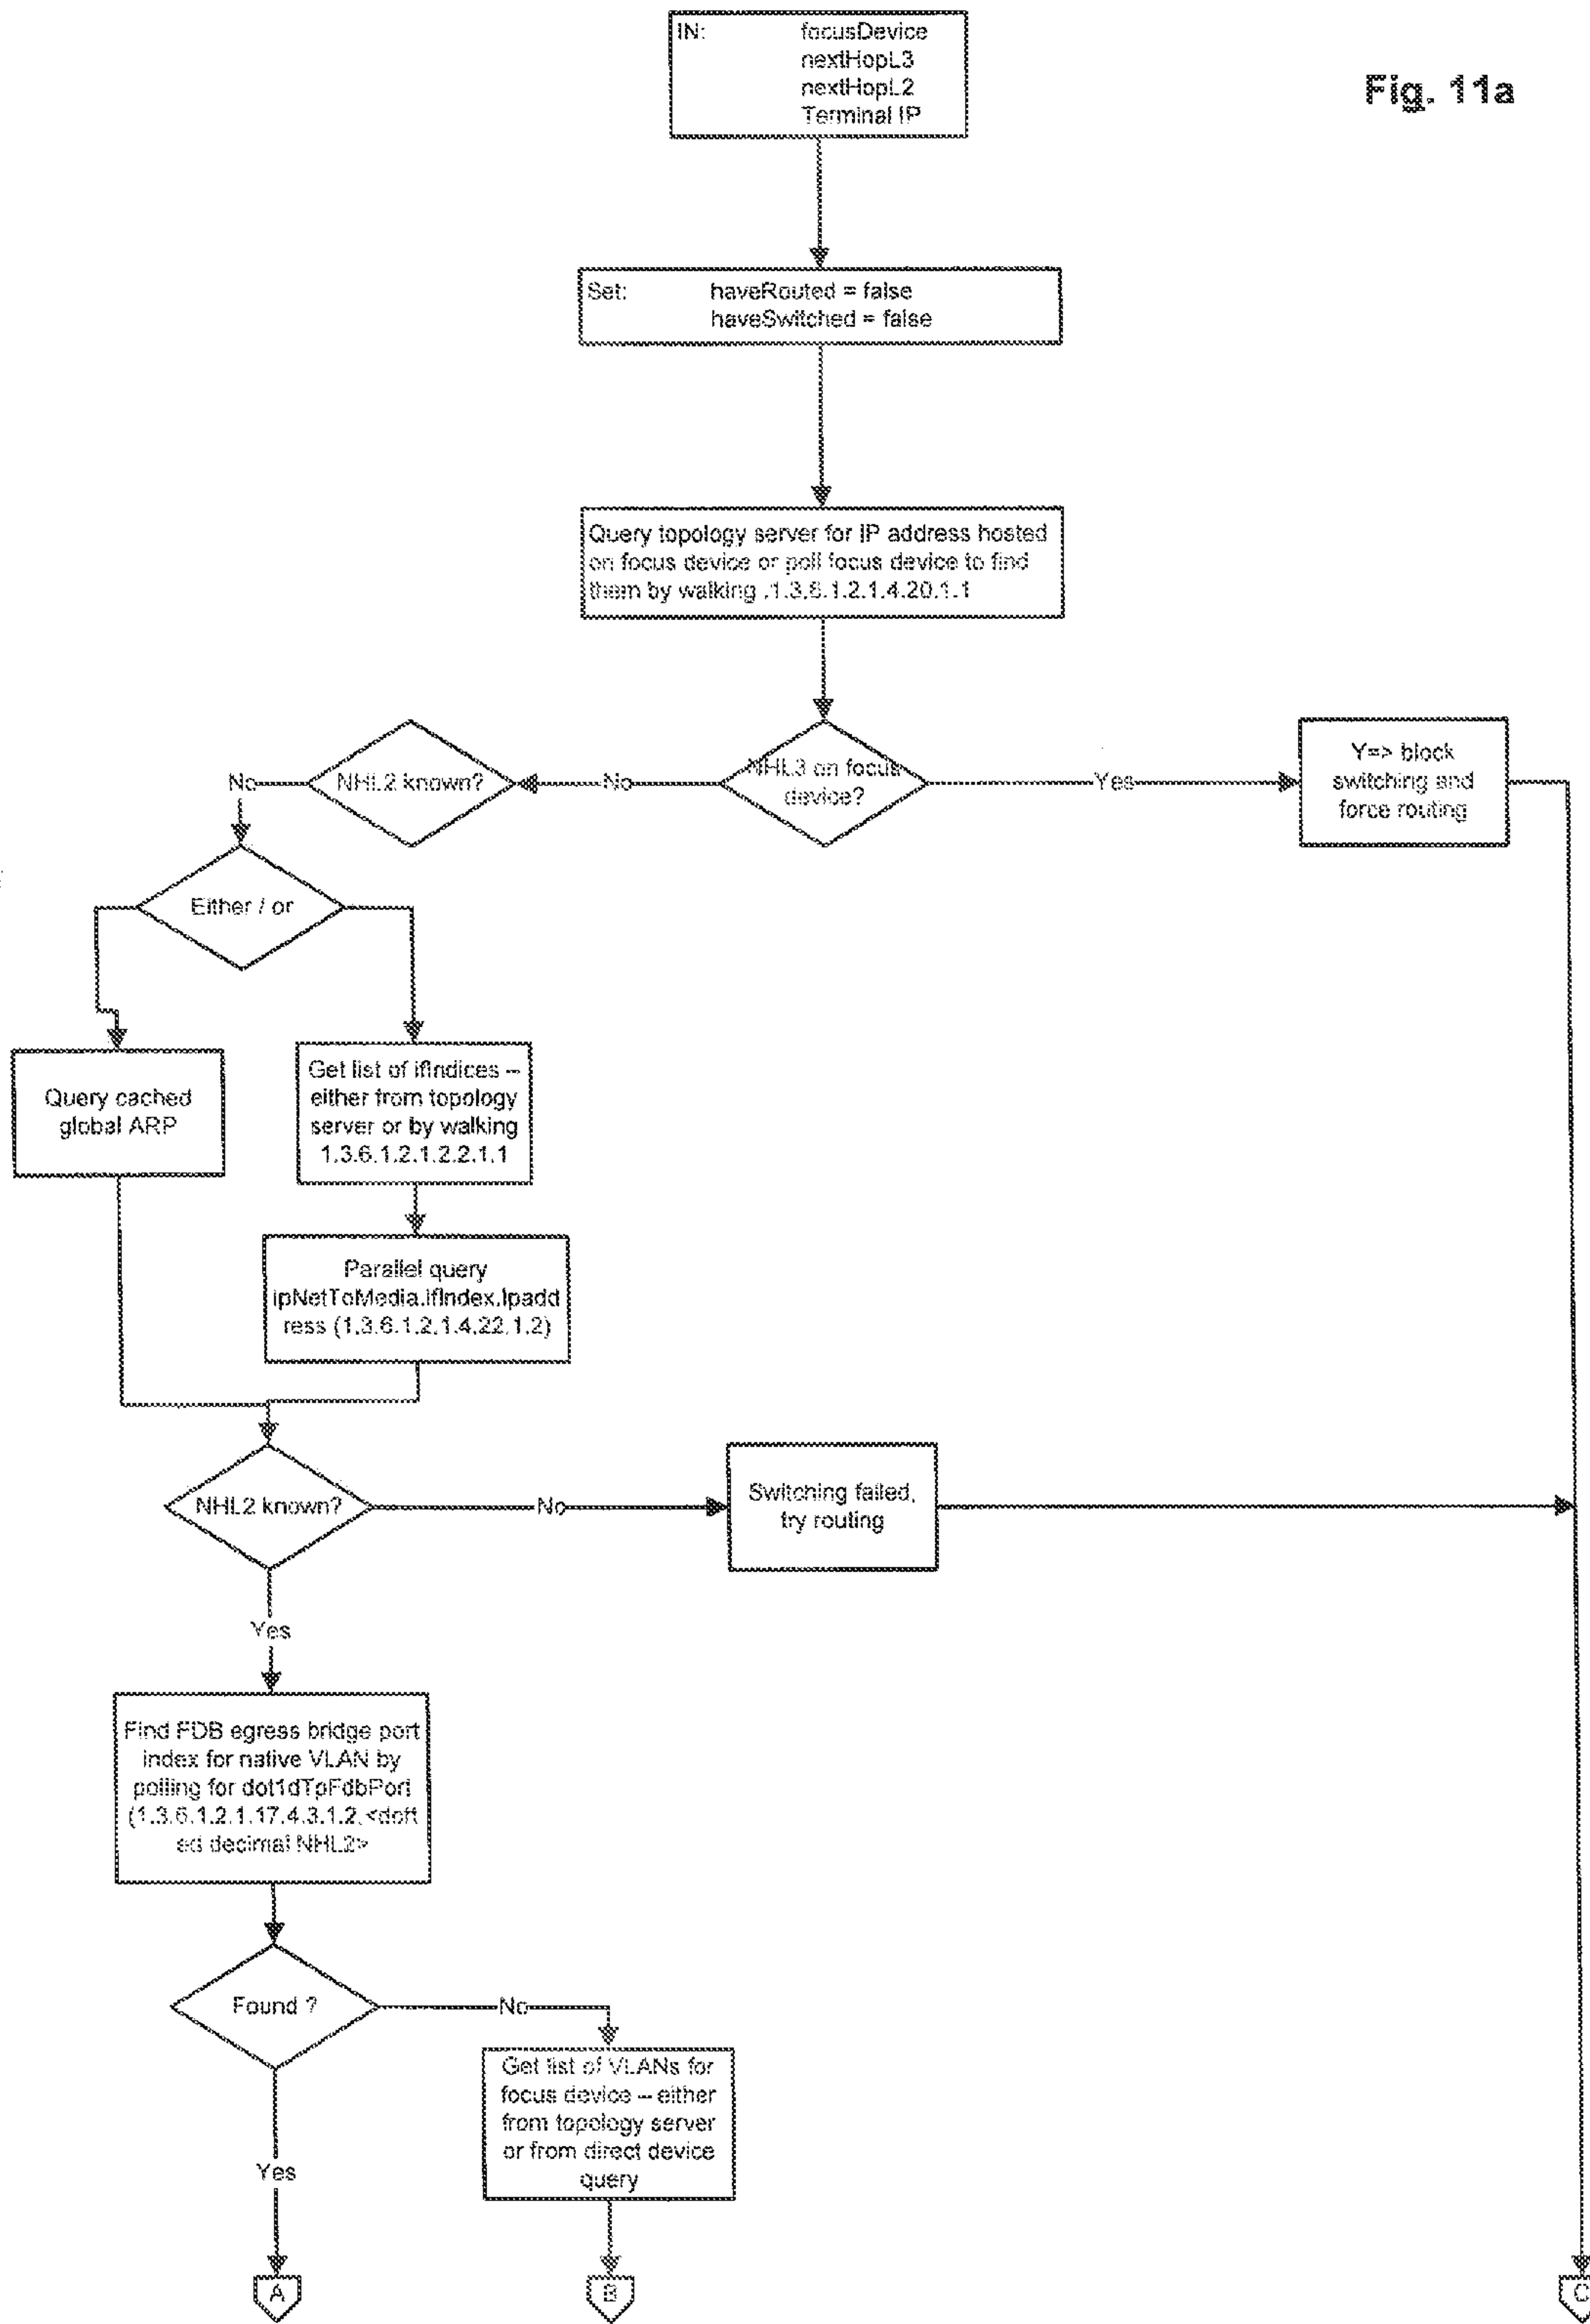 Fig. 11a
IN: focusDevice
nextHopL3
nextHopL2
Terminal IP
Set: haveRouted = false
haveSwitched = false
Query topology server for IP address hosted
on focus device or poll focus device to find
them by walking .1.3.6.1.2.1.4.20.1.1
NHL3 on focus
device?
No
Yes
Y=> block
switching and
force routing
NHL2 known?
No
Either / or
Query cached
global ARP
Get list of ifIndices –
either from topology
server or by walking
1.3.6.1.2.1.2.2.1.1
Parallel query
ipNetToMedia.ifIndex.Ipadd
ress (1.3.6.1.2.1.4.22.1.2)
NHL2 known?
No
Switching failed,
try routing
Yes
Find FDB egress bridge port
index for native VLAN by
polling for dot1dTpFdbPort
(1.3.6.1.2.1.17.4.3.1.2.<dott
ed decimal NHL2>
Found ?
No
Get list of VLANs for
focus device – either
from topology server
or from direct device
query
Yes
A
B
C